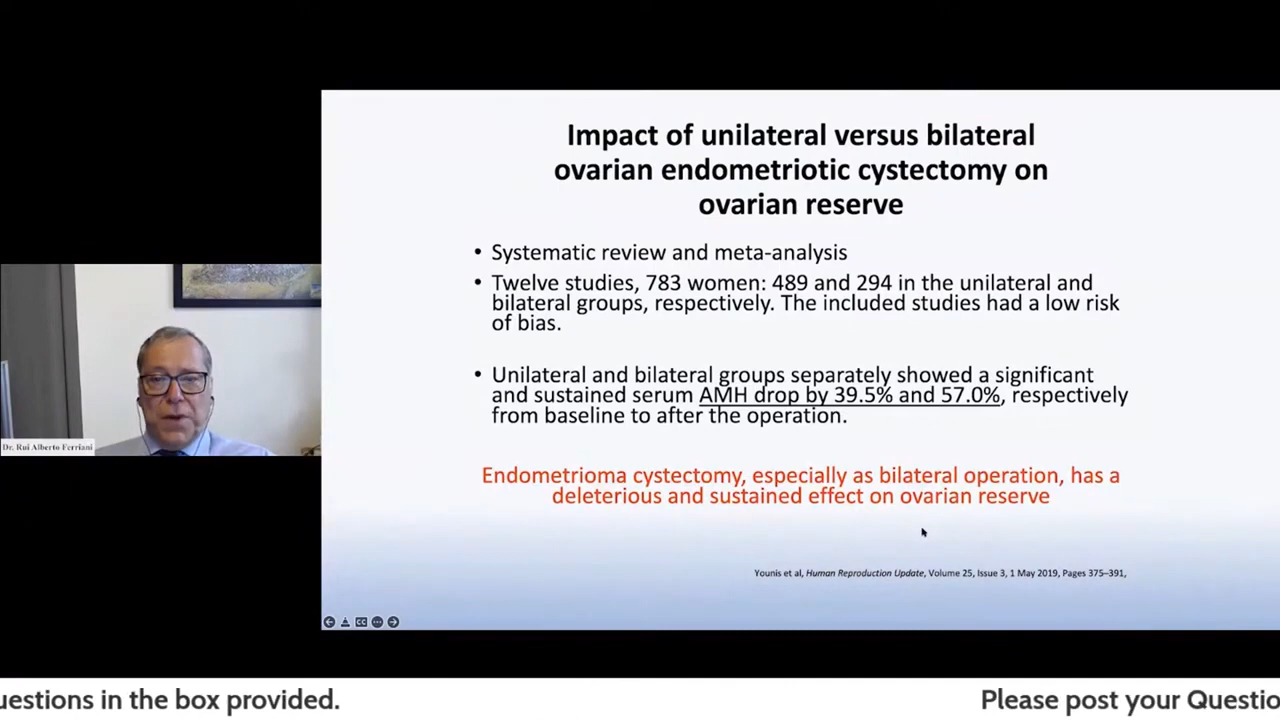 Impact of unilateral versus bilateral
ovarian endometriotic cystectomy on
ovarian reserve
• Systematic review and meta-analysis
• Twelve studies, 783 women: 489 and 294 in the unilateral and
bilateral groups, respectively. The included studies had a low risk
of bias.
• Unilateral and bilateral groups separately showed a significant
and sustained serum AMH drop by 39.5% and 57.0%, respectively
from baseline to after the operation.
Endometrioma cystectomy, especially as bilateral operation, has a
deleterious and sustained effect on ovarian reserve
Younis et al, Human Reproduction Update, Volume 25, Issue 3, 1 May 2019, Pages 375–391,
Dr. Rui Alberto Ferriani
CC
uestions in the box provided.
Please post your Questio